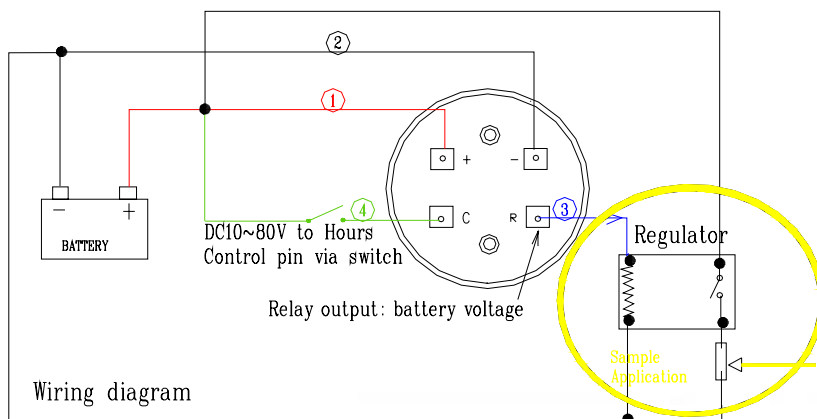 2
1
+
-
- +
BATTERY
4
C
R
3
DC10~80V to Hours
Control pin via switch
Regulator
Relay output: battery voltage
Sample
Application
Wiring diagram